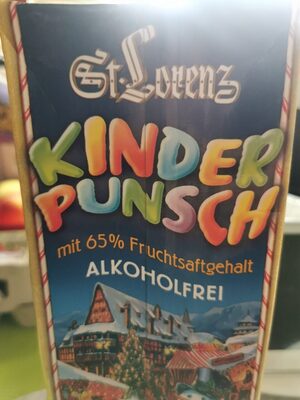 St. Lorenz
KINDER
PUNSCH
mit 65% Fruchtsaftgehalt
ALKOHOLFREI